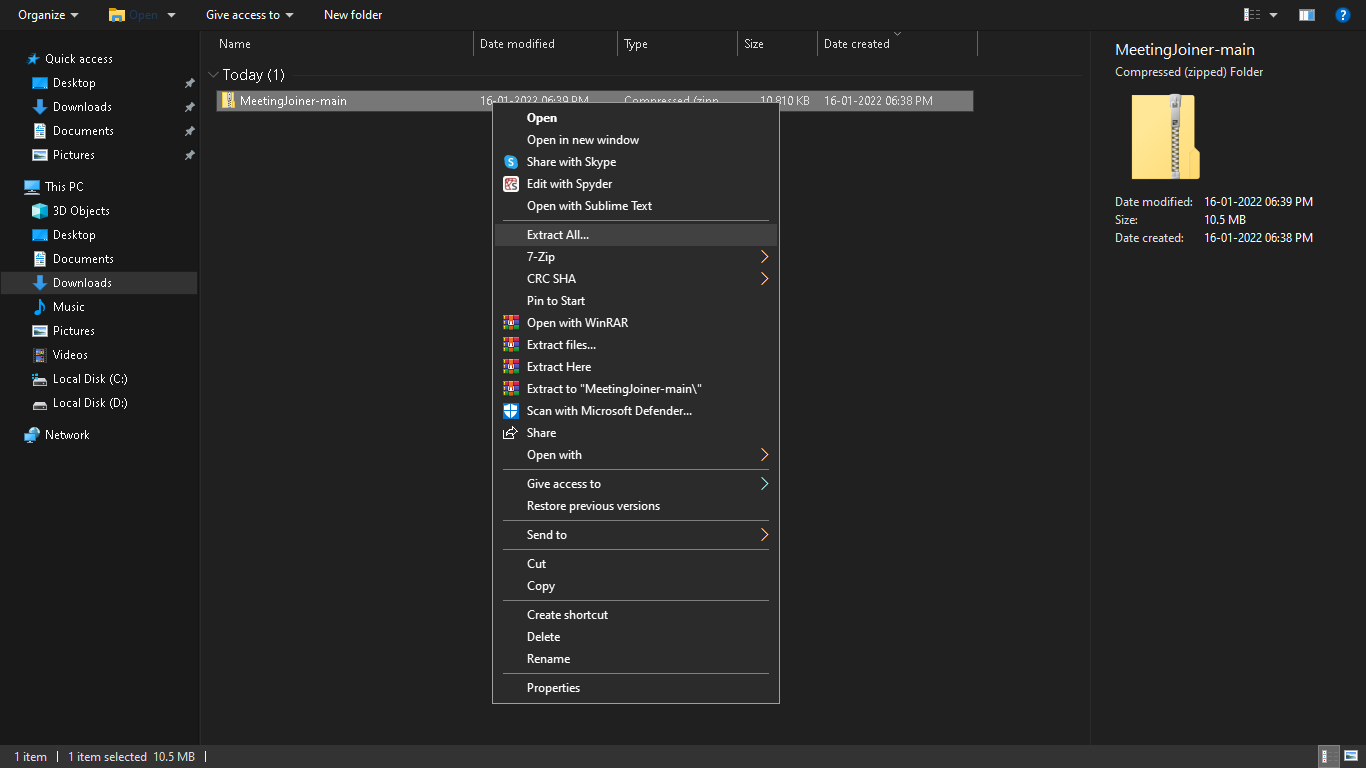 Organize Open Give access to New folder
Name Date modified Type Size Date created
Today (1)
MeetingJoiner-main 16-01-2022 06:39 PM Compressed (zipp 10,810 KB 16-01-2022 06:38 PM
Quick access
Desktop
Downloads
Documents
Pictures
This PC
3D Objects
Desktop
Documents
Downloads
Music
Pictures
Videos
Local Disk (C:)
Local Disk (D:)
Network
Open
Open in new window
Share with Skype
Edit with Spyder
Open with Sublime Text
Extract All...
7-Zip
CRC SHA
Pin to Start
Open with WinRAR
Extract files...
Extract Here
Extract to "MeetingJoiner-main\"
Scan with Microsoft Defender...
Share
Open with
Give access to
Restore previous versions
Send to
Cut
Copy
Create shortcut
Delete
Rename
Properties
MeetingJoiner-main
Compressed (zipped) Folder
Date modified: 16-01-2022 06:39 PM
Size: 10.5 MB
Date created: 16-01-2022 06:38 PM
1 item 1 item selected 10.5 MB